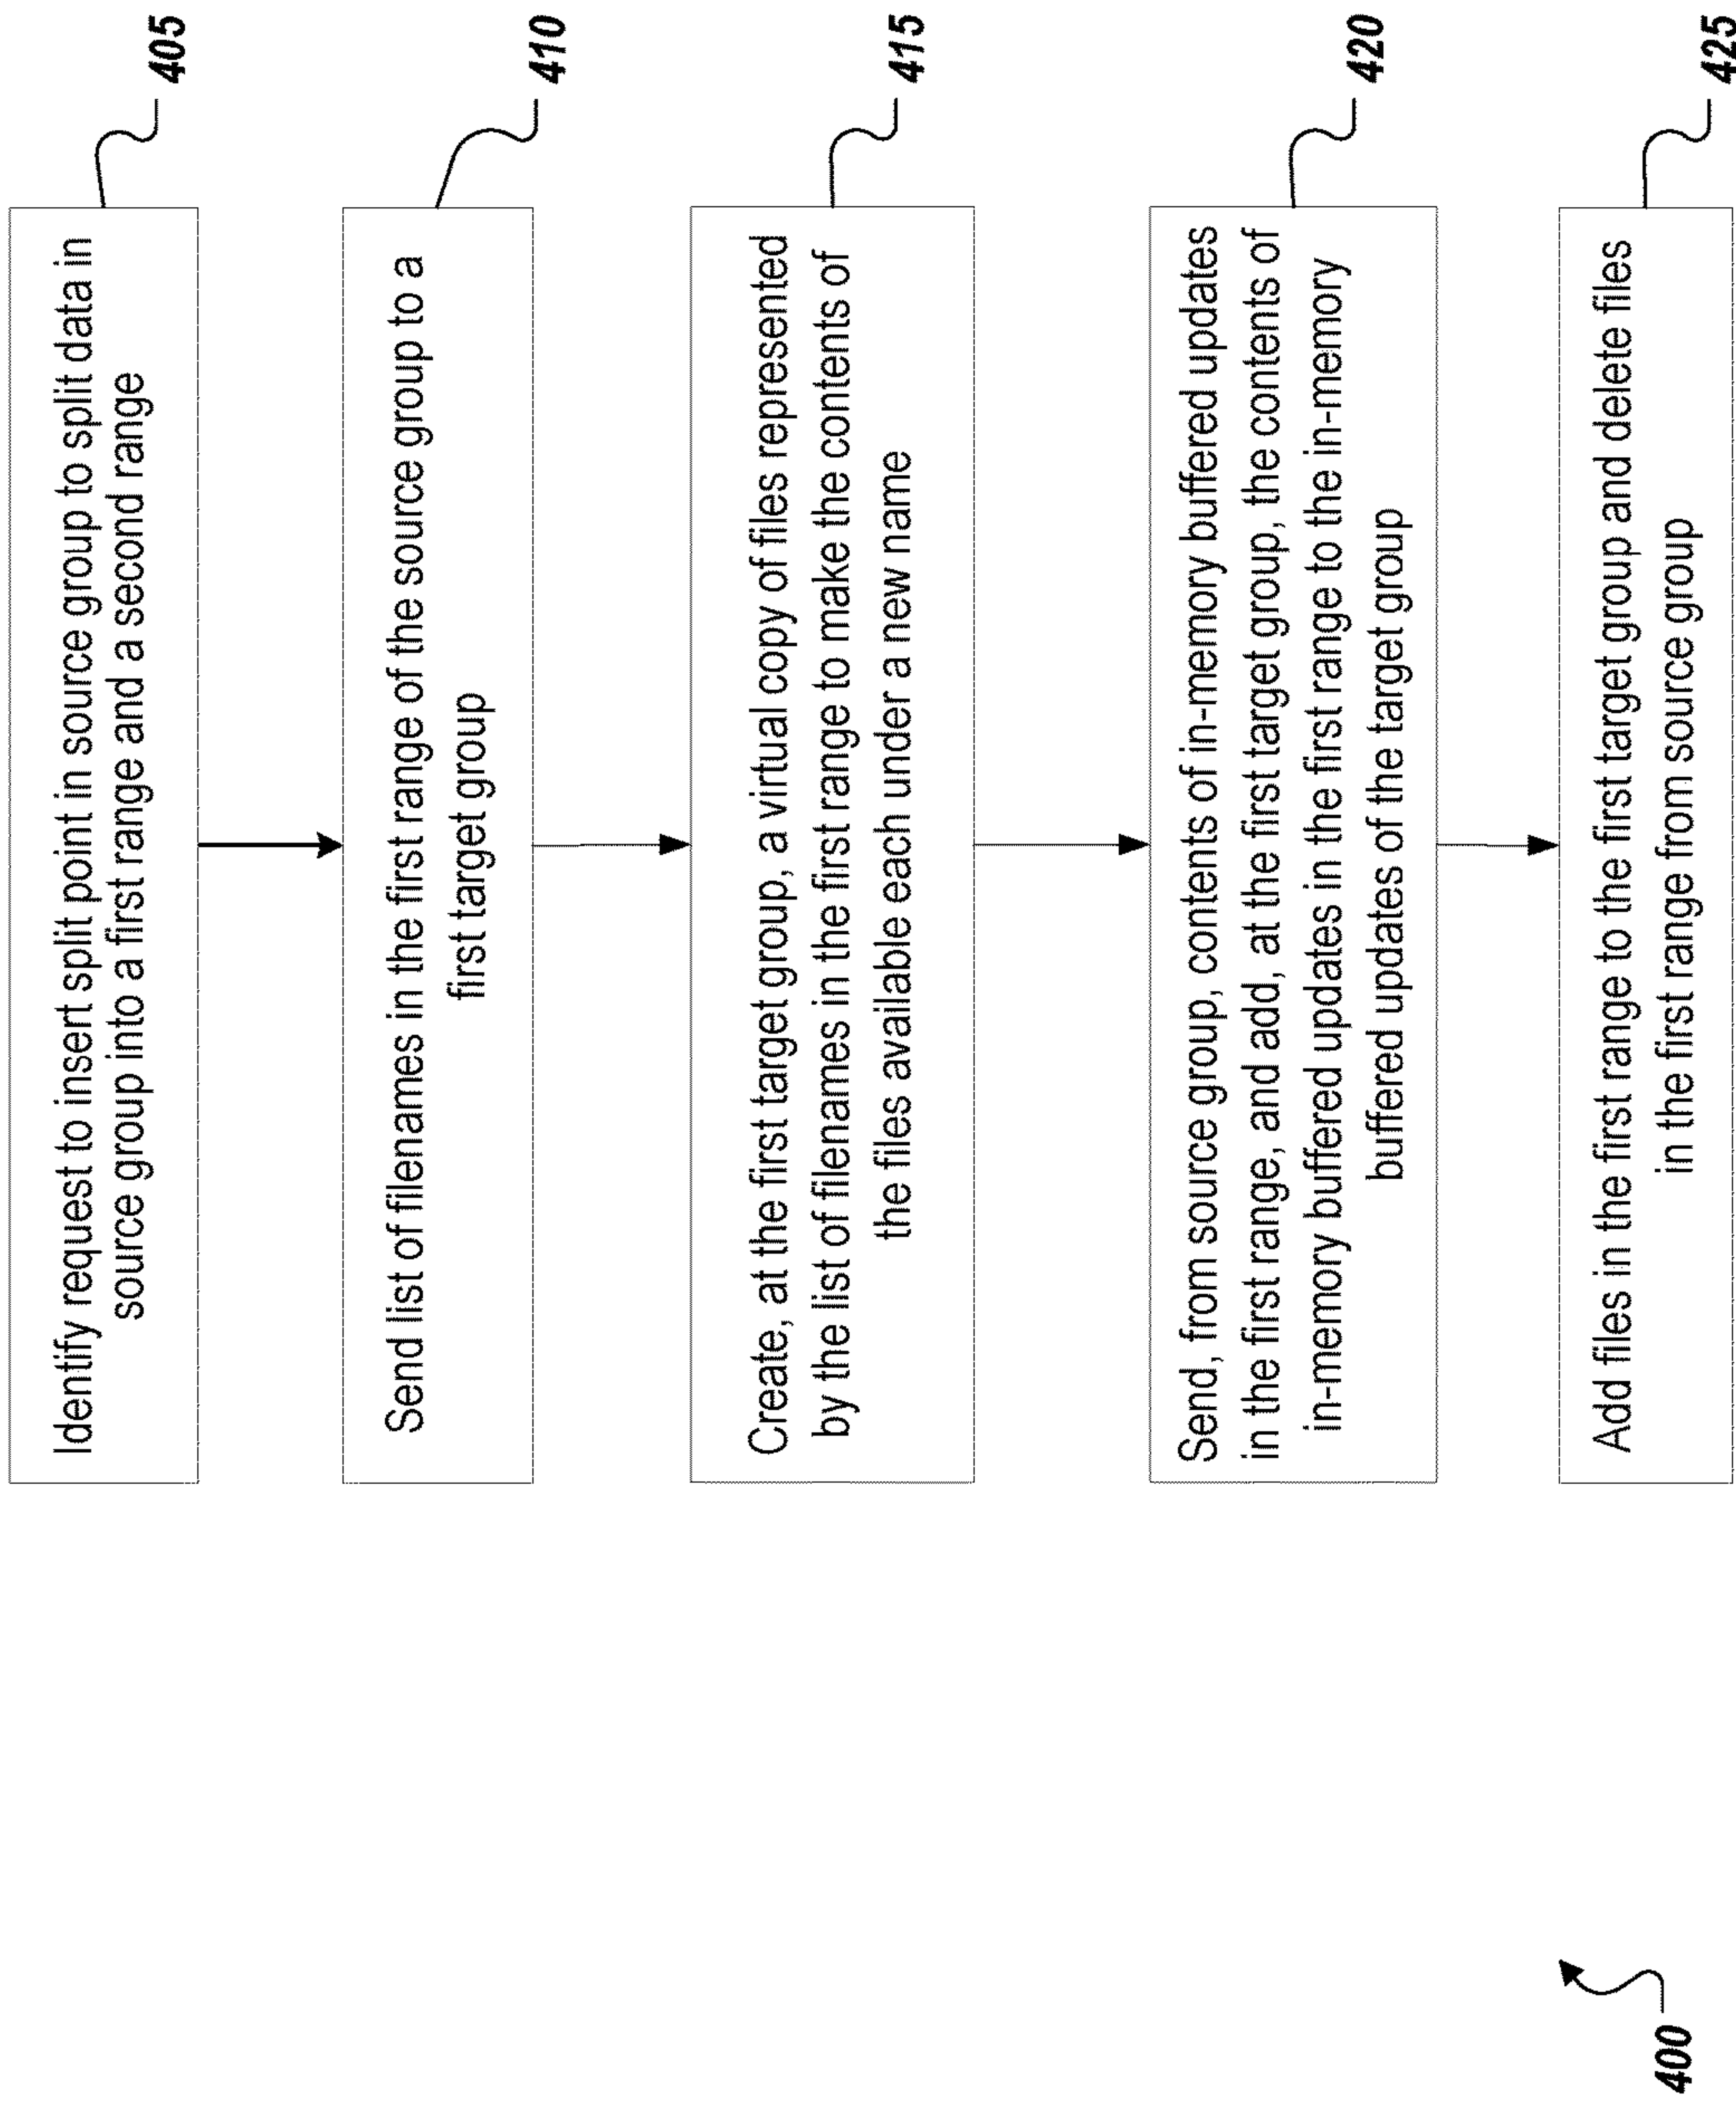 Identify request to insert split point in source group to split data in
source group into a first range and a second range
405
Send list of filenames in the first range of the source group to a
first target group
410
Create, at the first target group, a virtual copy of files represented
by the list of filenames in the first range to make the contents of
the files available each under a new name
415
Send, from source group, contents of in-memory buffered updates
in the first range, and add, at the first target group, the contents of
in-memory buffered updates in the first range to the in-memory
buffered updates of the target group
420
Add files in the first range to the first target group and delete files
in the first range from source group
425
400